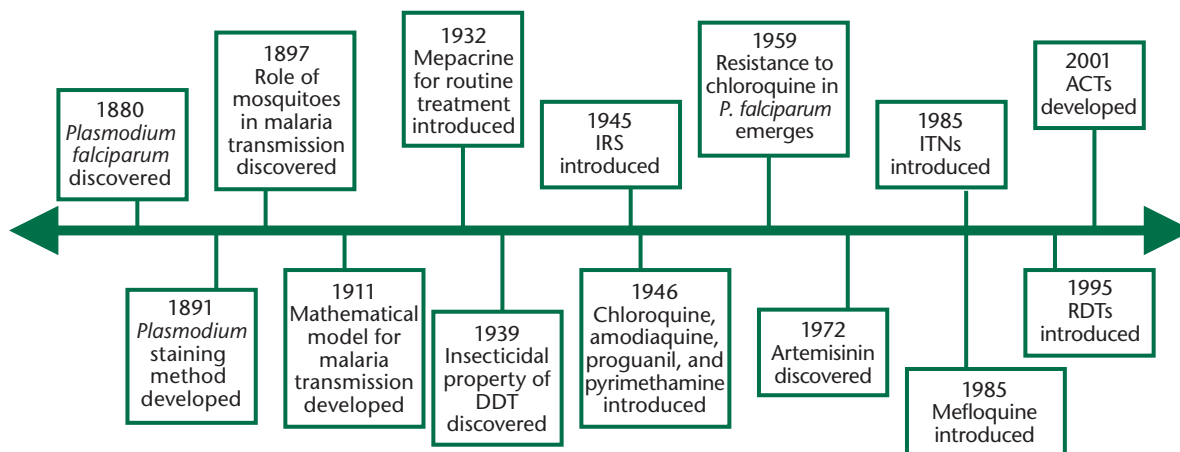 1880
Plasmodium
falciparum
discovered
1891
Plasmodium
staining
method
developed
1897
Role of
mosquitoes
in malaria
transmission
discovered
1911
Mathematical
model for
malaria
transmission
developed
1932
Mepacrine
for routine
treatment
introduced
1939
Insecticidal
property of
DDT
discovered
1945
IRS
introduced
1946
Chloroquine,
amodiaquine,
proguanil, and
pyrimethamine
introduced
1959
Resistance to
chloroquine in
P. falciparum
emerges
1972
Artemisinin
discovered
1985
ITNs
introduced
1985
Mefloquine
introduced
1995
RDTs
introduced
2001
ACTs
developed